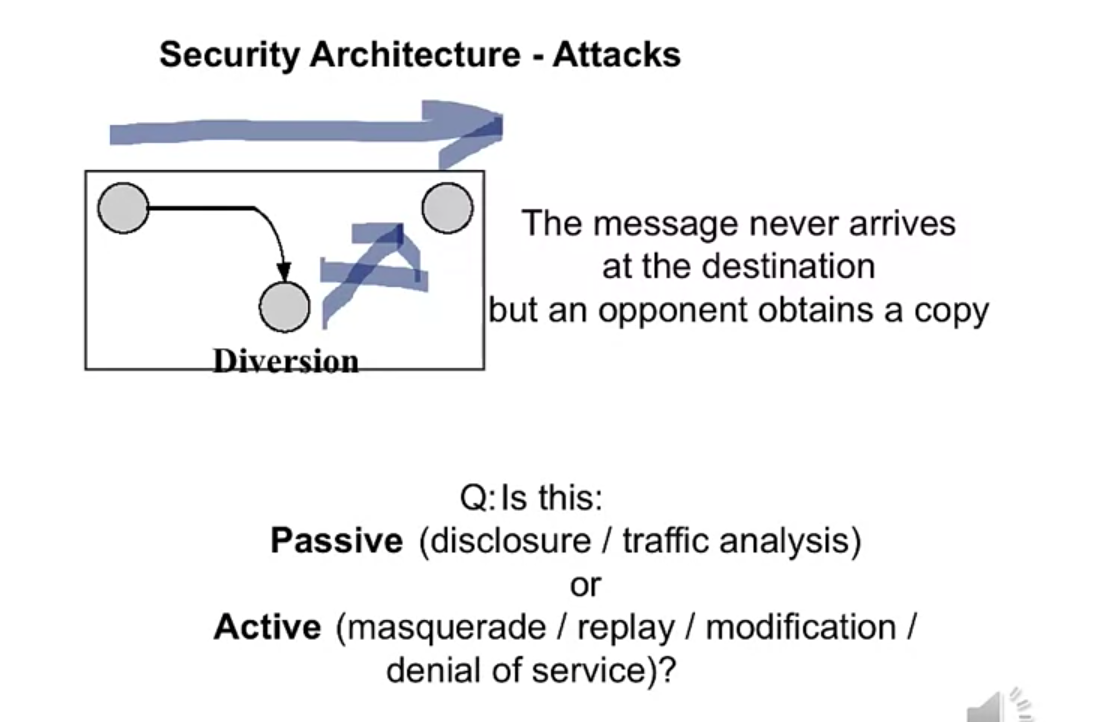 Security Architecture - Attacks
The message never arrives
at the destination
but an opponent obtains a copy
Diversion
Q: Is this:
Passive (disclosure / traffic analysis)
or
Active (masquerade / replay / modification /
denial of service)?